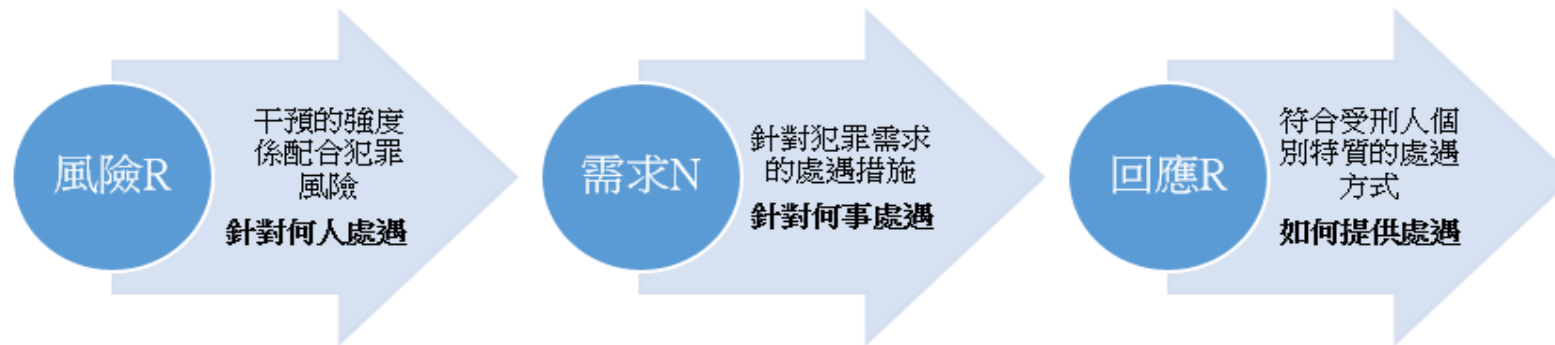 風險R
干預的強度
係配合犯罪
風險
針對何人處遇
需求N
針對犯罪需求
的處遇措施
針對何事處遇
回應R
符合受刑人個
別特質的處遇
方式
如何提供處遇